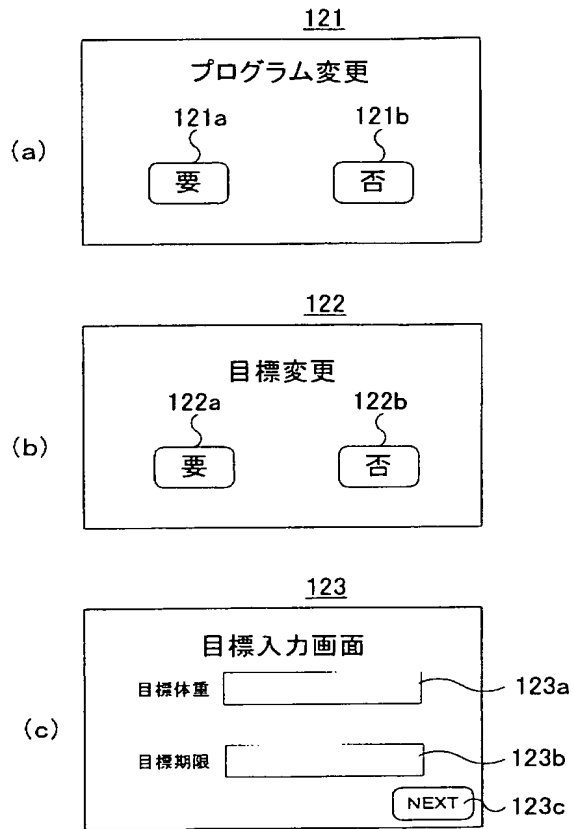 121
プログラム変更
121a 121b
(a)
要 否
122
目標変更
122a 122b
(b)
要 否
123
目標入力画面
目標体重 123a
(c)
目標期限 123b
NEXT 123c